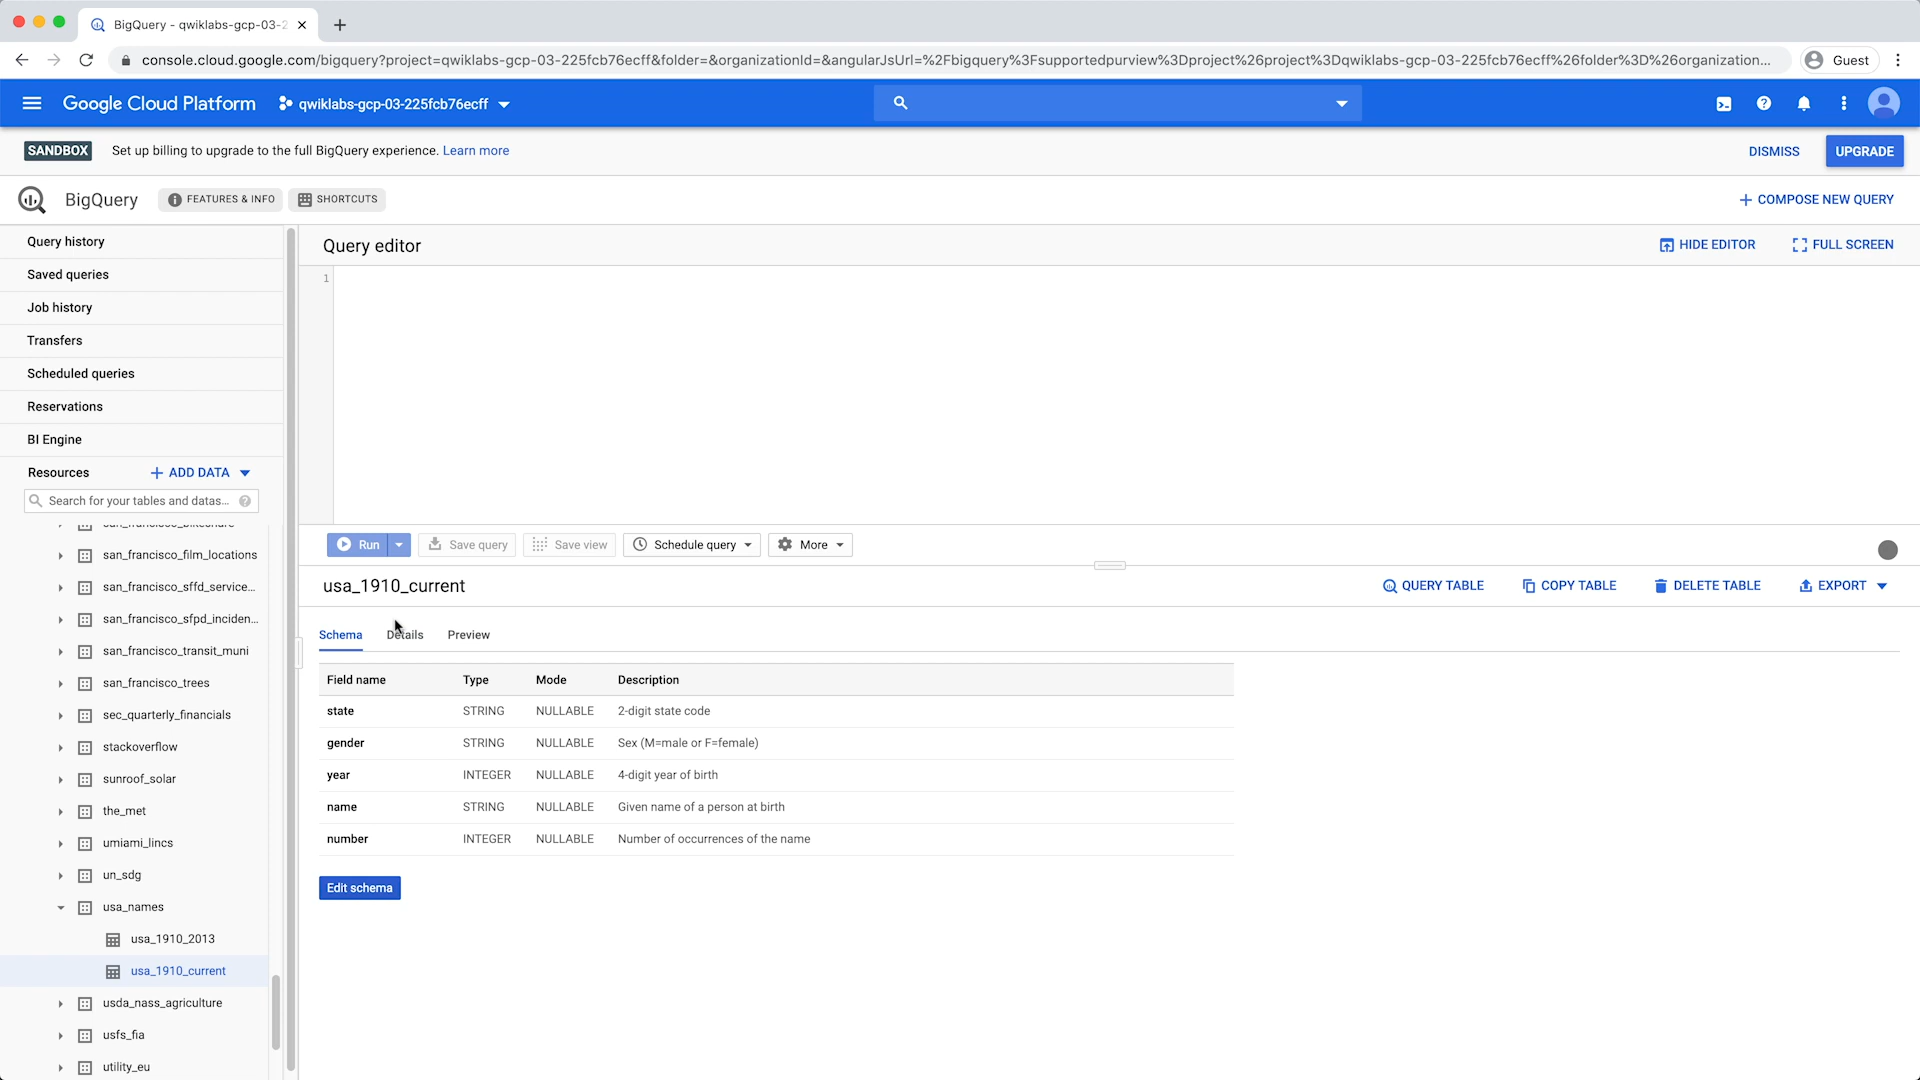 BigQuery - qwiklabs-gcp-03-2
console.cloud.google.com/bigquery?project=qwiklabs-gcp-03-225fcb76ecff&folder=&organizationId=&angularJsUrl=%2Fbigquery%3Fsupportedpurview%3Dproject%26project%3Dqwiklabs-gcp-03-225fcb76ecff%26folder%3D%26organization...
Guest
Google Cloud Platform
qwiklabs-gcp-03-225fcb76ecff
SANDBOX
Set up billing to upgrade to the full BigQuery experience. Learn more
DISMISS
UPGRADE
BigQuery
FEATURES & INFO
SHORTCUTS
COMPOSE NEW QUERY
Query history
Saved queries
Job history
Transfers
Scheduled queries
Reservations
BI Engine
Resources
ADD DATA
Search for your tables and datas...
san_francisco_film_locations
san_francisco_sffd_service...
san_francisco_sfpd_inciden...
san_francisco_transit_muni
san_francisco_trees
sec_quarterly_financials
stackoverflow
sunroof_solar
the_met
umiami_lincs
un_sdg
usa_names
usa_1910_2013
usa_1910_current
usda_nass_agriculture
usfs_fia
utility_eu
Query editor
HIDE EDITOR
FULL SCREEN
1
Run
Save query
Save view
Schedule query
More
usa_1910_current
QUERY TABLE
COPY TABLE
DELETE TABLE
EXPORT
Schema Details Preview
Field name Type Mode Description
state STRING NULLABLE 2-digit state code
gender STRING NULLABLE Sex (M=male or F=female)
year INTEGER NULLABLE 4-digit year of birth
name STRING NULLABLE Given name of a person at birth
number INTEGER NULLABLE Number of occurrences of the name
Edit schema